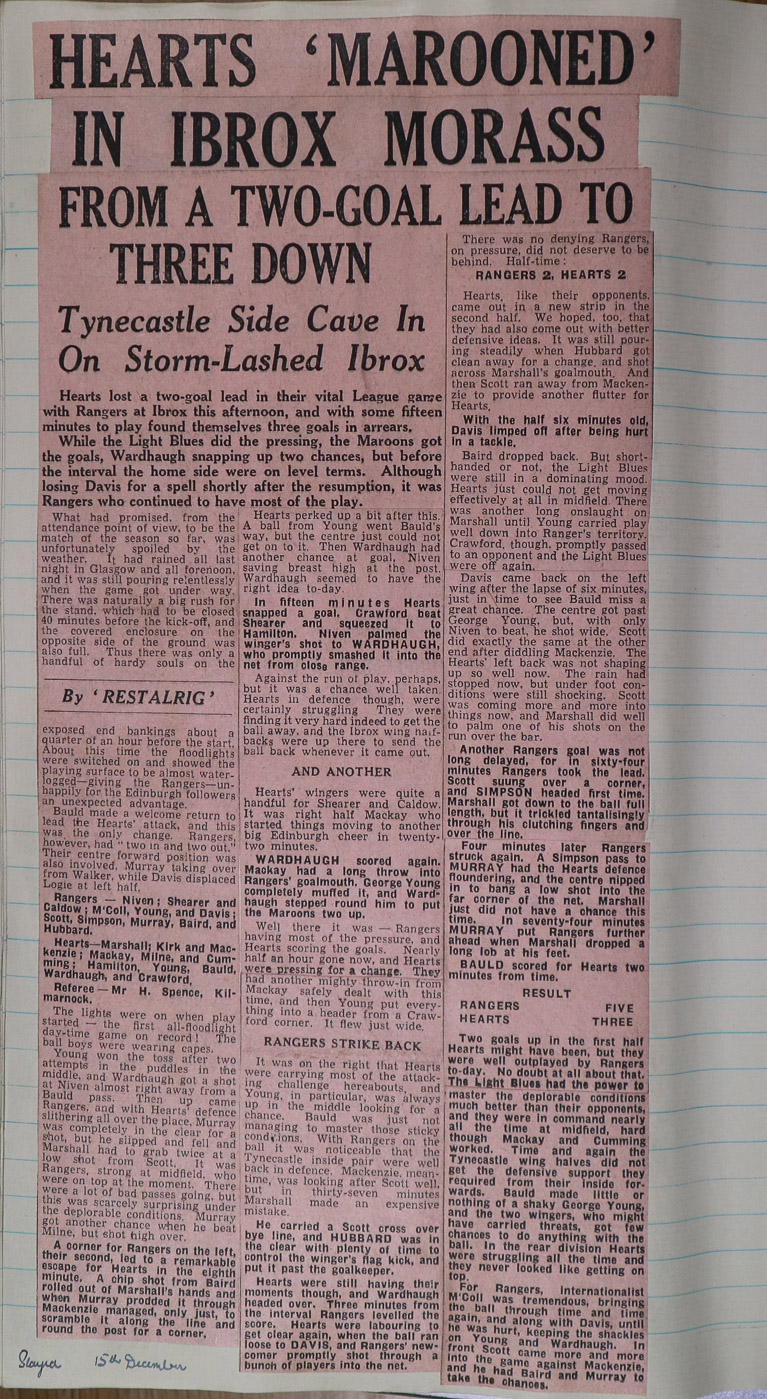 HEARTS 'MAROONED'
IN IBROX MORASS
FROM A TWO-GOAL LEAD TO
THREE DOWN
Tynecastle Side Cave In
On Storm-Lashed Ibrox
Hearts lost a two-goal lead in their vital League game
with Rangers at Ibrox this afternoon, and with some fifteen
minutes to play found themselves three goals in arrears.
While the Light Blues did the pressing, the Maroons got
the goals, Wardhaugh snapping up two chances, but before
the interval the home side were on level terms. Although
losing Davis for a spell shortly after the resumption, it was
Rangers who continued to have most of the play.
What had promised, from the
attendance point of view, to be the
match of the season so far, was
unfortunately spoiled by the
weather. It had rained all last
night in Glasgow and all forenoon,
and it was still pouring relentlessly
when the game got under way.
There was naturally a big rush for
the stand, which had to be closed
40 minutes before the kick-off, and
the covered enclosure on the
opposite side of the ground was
also full. Thus there was only a
handful of hardy souls on the
By 'RESTALRIG'
exposed end bankings about a
quarter of an hour before the start.
About this time the floodlights
were switched on and showed the
playing surface to be almost water-
logged—giving the Rangers—un-
happily for the Edinburgh followers
an unexpected advantage.
Bauld made a welcome return to
lead the Hearts' attack, and this
was the only change. Rangers,
however, had "two in and two out."
Their centre forward position was
also involved, Murray taking over
from Walker, while Davis displaced
Logie at left half.
Rangers — Niven; Shearer and
Caldow; M'Coll, Young, and Davis;
Scott, Simpson, Murray, Baird, and
Hubbard.
Hearts—Marshall; Kirk and Mac-
kenzie; Mackay, Milne, and Cum-
ming; Hamilton, Young, Bauld,
Wardhaugh, and Crawford.
Referee—Mr H. Spence, Kil-
marnock.
The lights were on when play
started — the first all-floodlight
day-time game on record! The
ball boys were wearing capes.
Young won the toss after two
attempts in the puddles in the
middle, and Wardhaugh got a shot
at Niven almost right away from a
Bauld pass. Then up came
Rangers, and with Hearts' defence
slithering all over the place, Murray
was completely in the clear for a
shot, but he slipped and fell and
Marshall had to grab twice at a
low shot from Scott. It was
Rangers, strong at midfield, who
were on top at the moment. There
were a lot of bad passes going, but
this was scarcely surprising under
the deplorable conditions. Murray
got another chance when he beat
Milne, but shot high over.
A corner for Rangers on the left,
their second, led to a remarkable
escape for Hearts in the eighth
minute. A chip shot from Baird
rolled out of Marshall's hands and
when Murray prodded it through
Mackenzie managed, only just, to
scramble it along the line and
round the post for a corner.
Hearts perked up a bit after this.
A ball from Young went Bauld's
way, but the centre just could not
get on to it. Then Wardhaugh had
another chance at goal, Niven
saving breast high at the post.
Wardhaugh seemed to have the
right idea to-day.
In fifteen minutes Hearts
snapped a goal. Crawford beat
Shearer and squeezed it to
Hamilton. Niven palmed the
winger's shot to WARDHAUGH,
who promptly smashed it into the
net from close range.
Against the run of play, perhaps,
but it was a chance well taken.
Hearts in defence though, were
certainly struggling They were
finding it very hard indeed to get the
ball away, and the Ibrox wing half-
backs were up there to send the
ball back whenever it came out.
AND ANOTHER
Hearts' wingers were quite a
handful for Shearer and Caldow.
It was right half Mackay who
started things moving to another
big Edinburgh cheer in twenty-
two minutes.
WARDHAUGH scored again.
Mackay had a long throw into
Rangers' goalmouth, George Young
completely muffed it, and Ward-
haugh stepped round him to put
the Maroons two up.
Well there it was — Rangers
having most of the pressure, and
Hearts scoring the goals. Nearly
half an hour gone now, and Hearts
were pressing for a change. They
had another mighty throw-in from
Mackay safely dealt with this
time, and then Young put every-
thing into a header from a Craw-
ford corner. It flew just wide.
RANGERS STRIKE BACK
It was on the right that Hearts
were carrying most of the attack-
ing challenge hereabouts, and
Young, in particular, was always
up in the middle looking for a
chance. Bauld was just not
managing to master those sticky
conditions. With Rangers on the
ball it was noticeable that the
Tynecastle inside pair were well
back in defence. Mackenzie, mean-
time, was looking after Scott well,
but in thirty-seven minutes
Marshall made an expensive
mistake.
He carried a Scott cross over
bye line, and HUBBARD was in
the clear with plenty of time to
control the winger's flag kick, and
put it past the goalkeeper.
Hearts were still having their
moments though, and Wardhaugh
headed over. Three minutes from
the interval Rangers levelled the
score. Hearts were labouring to
get clear again, when the ball ran
loose to DAVIS, and Rangers' new-
comer promptly shot through a
bunch of players into the net.
There was no denying Rangers,
on pressure, did not deserve to be
behind. Half-time:
RANGERS 2, HEARTS 2
Hearts, like their opponents,
came out in a new strip in the
second half. We hoped, too, that
they had also come out with better
defensive ideas. It was still pour-
ing steadily when Hubbard got
clean away for a change, and shot
across Marshall's goalmouth. And
then Scott ran away from Macken-
zie to provide another flutter for
Hearts.
With the half six minutes old,
Davis limped off after being hurt
in a tackle.
Baird dropped back. But short-
handed or not, the Light Blues
were still in a dominating mood.
Hearts just could not get moving
effectively at all in midfield. There
was another long onslaught on
Marshall until Young carried play
well down into Ranger's territory.
Crawford, though, promptly passed
to an opponent and the Light Blues
were off again.
Davis came back on the left
wing after the lapse of six minutes,
just in time to see Bauld miss a
great chance. The centre got past
George Young, but, with only
Niven to beat, he shot wide. Scott
did exactly the same at the other
end after diddling Mackenzie. The
Hearts' left back was not shaping
up so well now. The rain had
stopped now, but under foot con-
ditions were still shocking. Scott
was coming more and more into
things now, and Marshall did well
to palm one of his shots on the
run over the bar.
Another Rangers goal was not
long delayed, for in sixty-four
minutes Rangers took the lead.
Scott suung over a corner,
and SIMPSON headed first time.
Marshall got down to the ball full
length, but it trickled tantalisingly
through his clutching fingers and
over the line.
Four minutes later Rangers
struck again. A Simpson pass to
MURRAY had the Hearts defence
floundering, and the centre nipped
in to bang a low shot into the
far corner of the net. Marshall
just did not have a chance this
time. In seventy-four minutes
MURRAY put Rangers further
ahead when Marshall dropped a
long lob at his feet.
BAULD scored for Hearts two
minutes from time.
RESULT
RANGERS FIVE
HEARTS THREE
Two goals up in the first half
Hearts might have been, but they
were well outplayed by Rangers
to-day. No doubt at all about that.
The Light Blues had the power to
master the deplorable conditions
much better than their opponents,
and they were in command nearly
all the time at midfield, hard
though Mackay and Cumming
worked. Time and again the
Tynecastle wing halves did not
get the defensive support they
required from their inside for-
wards. Bauld made little or
nothing of a shaky George Young,
and the two wingers, who might
have carried threats, got few
chances to do anything with the
ball. In the rear division Hearts
were struggling all the time and
they never looked like getting on
top.
For Rangers, internationalist
M'Coll was tremendous, bringing
the ball through time and time
again, and along with Davis, until
he was hurt, keeping the shackles
on Young and Wardhaugh. In
front Scott came more and more
into the game against Mackenzie,
and he had Baird and Murray to
take the chances.
Played 15th December